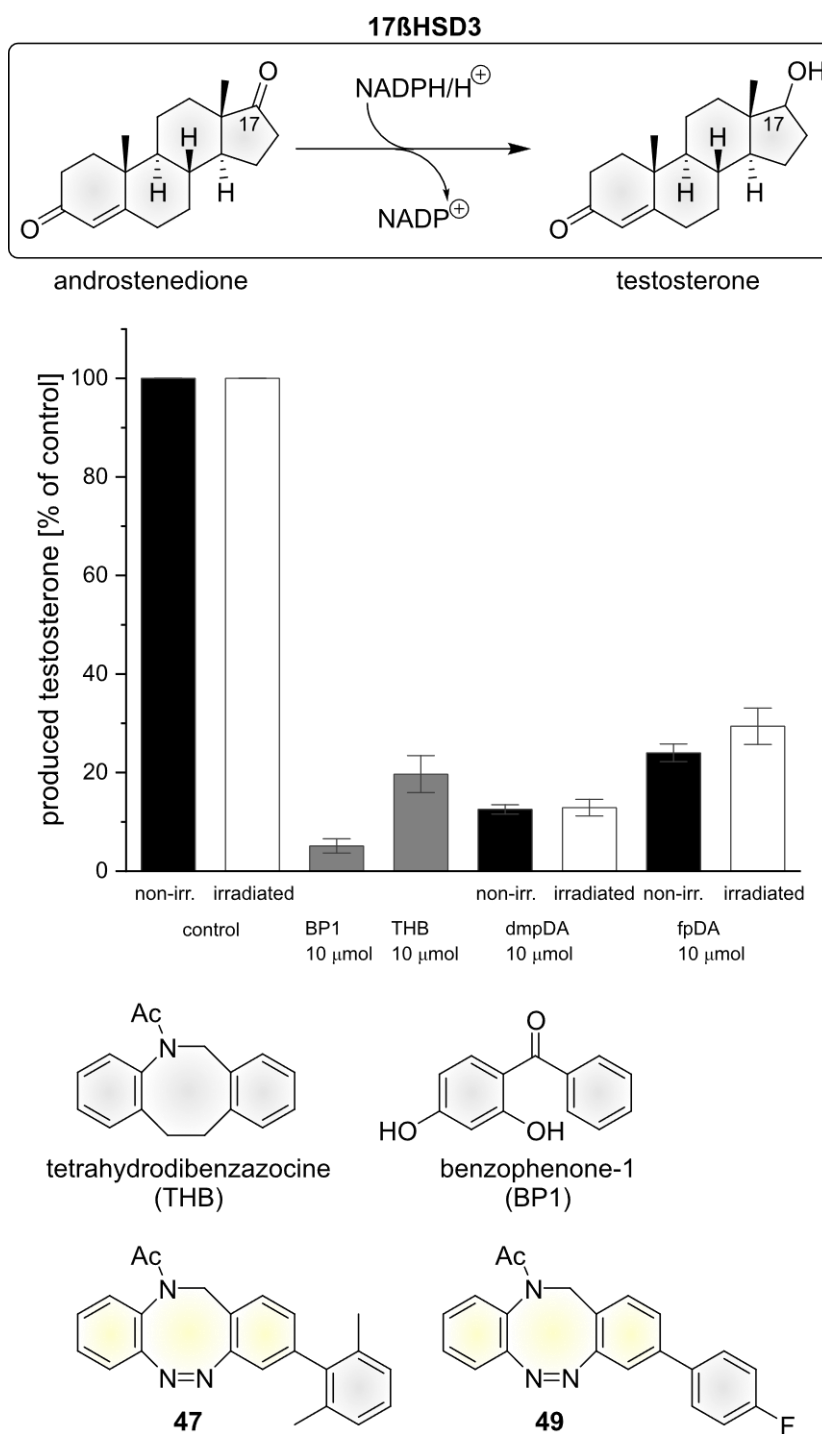 17ßHSD3
O
NADPH/H⊕
OH
17
17
H
H
H
H
H
H
O
NADP⊕
O
androstenedione
testosterone
produced testosterone [% of control]
100
80
60
40
20
0
non-irr. irradiated
non-irr. irradiated
non-irr. irradiated
control
BP1
THB
dmpDA
fpDA
10 μmol
10 μmol
10 μmol
10 μmol
Ac
N
O
HO
OH
tetrahydrodibenzazocine
(THB)
benzophenone-1
(BP1)
Ac
N
N=N
47
Ac
N
N=N
F
49